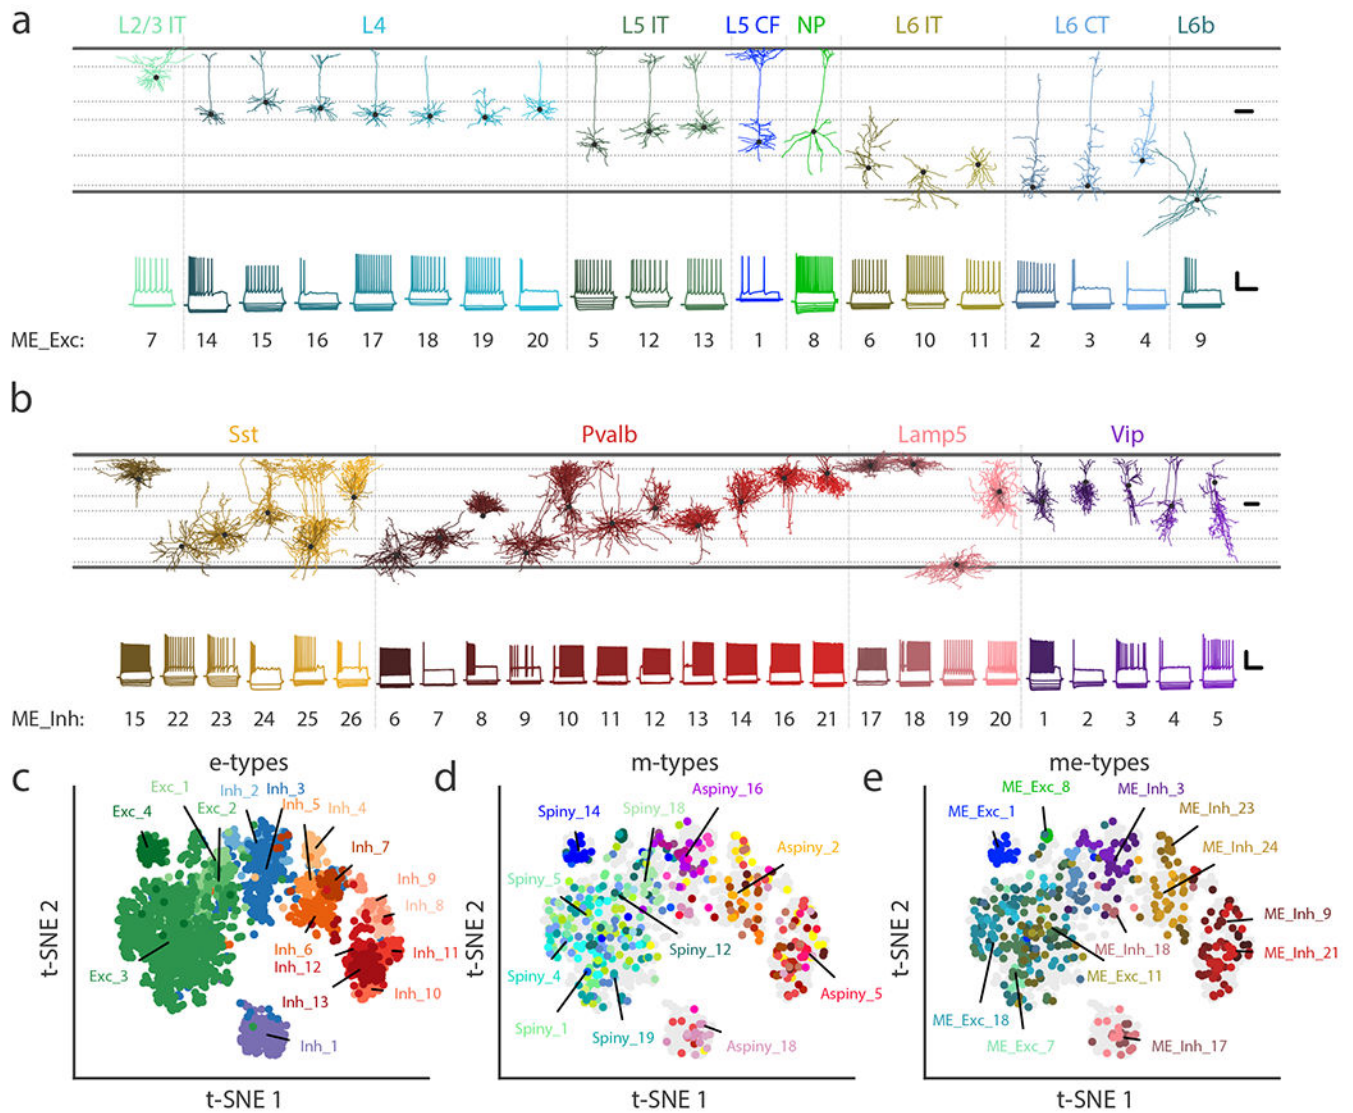 a
L2/3 IT L4 L5 IT L5 CF NP L6 IT L6 CT L6b
ME_Exc: 7 14 15 16 17 18 19 20 5 12 13 1 8 6 10 11 2 3 4 9
b
Sst Pvalb Lamp5 Vip
ME_Inh: 15 22 23 24 25 26 6 7 8 9 10 11 12 13 14 16 21 17 18 19 20 1 2 3 4 5
c
e-types
Exc_1
Inh_2
Inh_3
Exc_4
Exc_2
Inh_5
Inh_4
Inh_7
Inh_9
Inh_8
Inh_6
Inh_12
Inh_11
Exc_3
Inh_13
Inh_10
Inh_1
t-SNE 2
t-SNE 1
d
m-types
Aspiny_16
Spiny_14
Spiny_18
Aspiny_2
Spiny_5
Spiny_12
Spiny_4
Aspiny_5
Spiny_1
Spiny_19
Aspiny_18
t-SNE 2
t-SNE 1
e
me-types
ME_Exc_8
ME_Inh_3
ME_Exc_1
ME_Inh_23
ME_Inh_24
ME_Inh_9
ME_Inh_18
ME_Inh_21
ME_Exc_11
ME_Exc_18
ME_Exc_7
ME_Inh_17
t-SNE 2
t-SNE 1